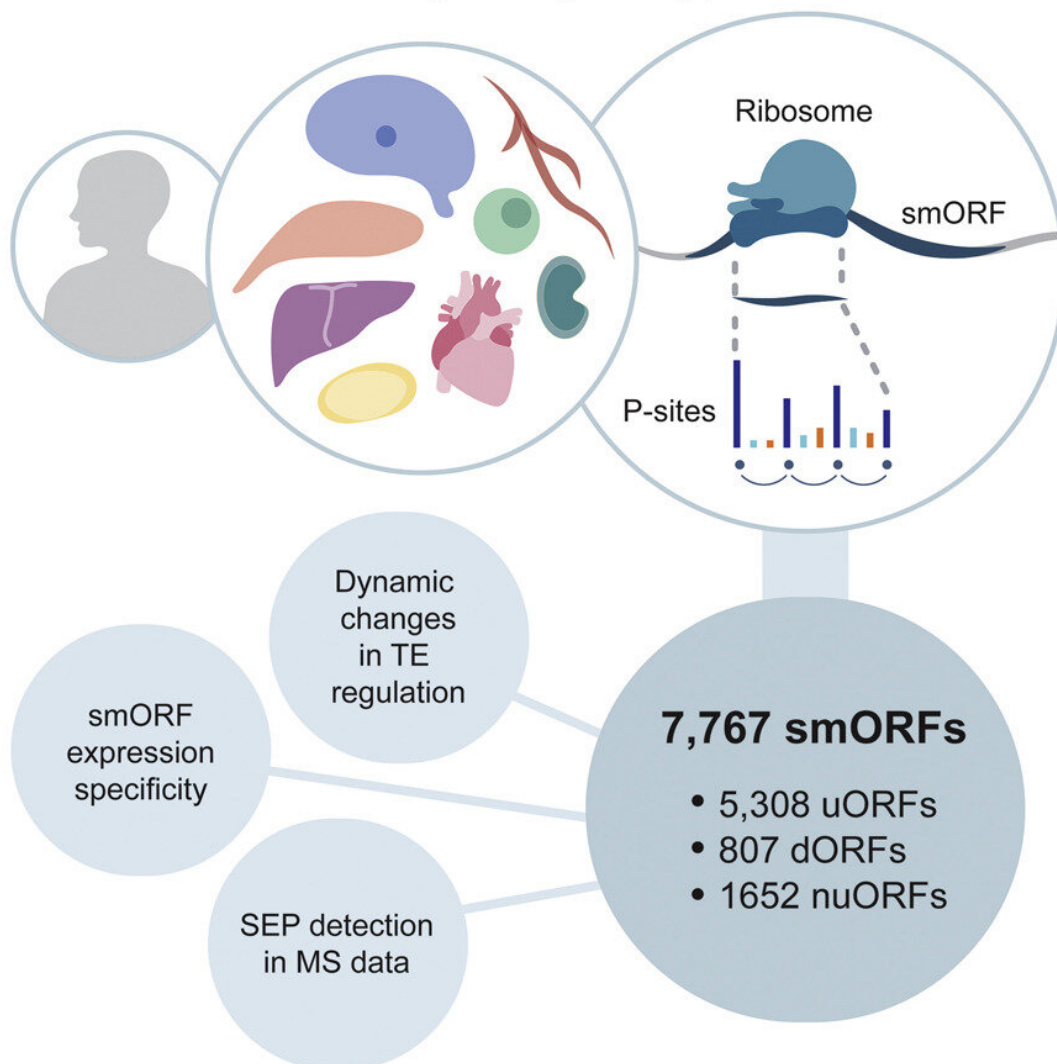 Ribosome
smORF
P-sites
Dynamic
changes
in TE
regulation
smORF
expression
specificity
7,767 smORFs
• 5,308 uORFs
• 807 dORFs
• 1652 nuORFs
SEP detection
in MS data